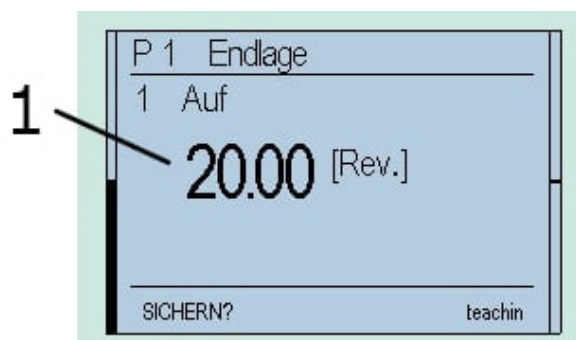 P 1 Endlage
1 Auf
1
20.00 [Rev.]
SICHERN? teachin